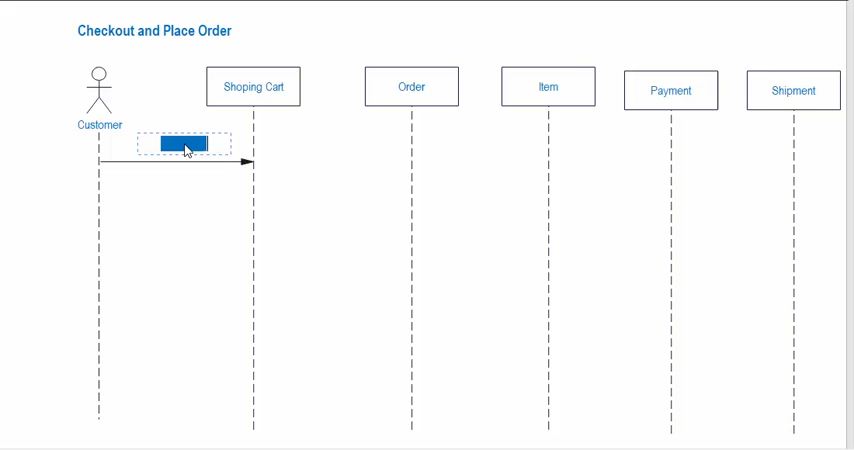 Checkout and Place Order
Shoping Cart
Order
Item
Payment
Shipment
Customer